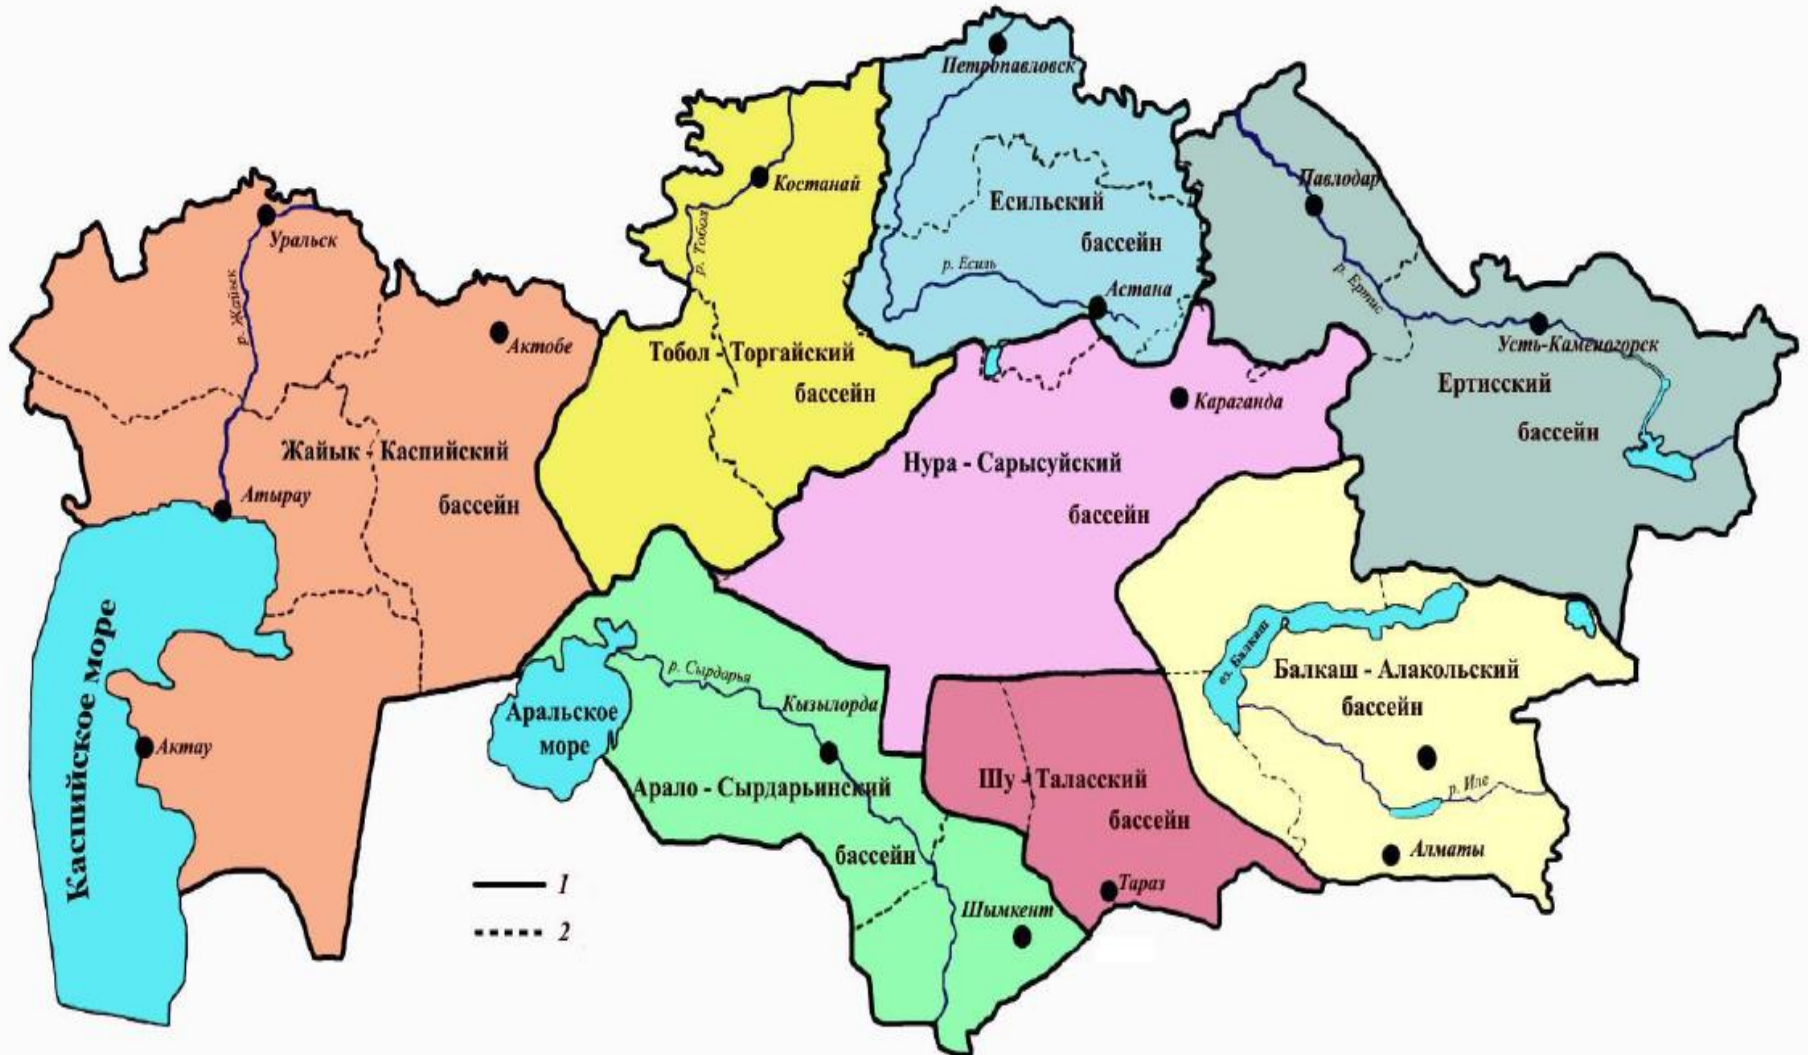 Петропавловск
Павлодар
Костанай
Есильский
бассейн
Уральск
р. Тобол
р. Есиль
Астана
р. Ертис
р. Жайык
Актобе
Тобол - Торгайский
бассейн
Усть-Каменогорск
Ертисский
бассейн
Караганда
Жайык - Каспийский
бассейн
Нура - Сарысуйский
бассейн
Атырау
Каспийское море
Актау
р. Сырдарья
Кызылорда
Аральское
море
Арало - Сырдарьинский
бассейн
оз. Балкаш
Балкаш - Алакольский
бассейн
Шу - Таласский
бассейн
р. Иле
Алматы
Тараз
Шымкент
1
2